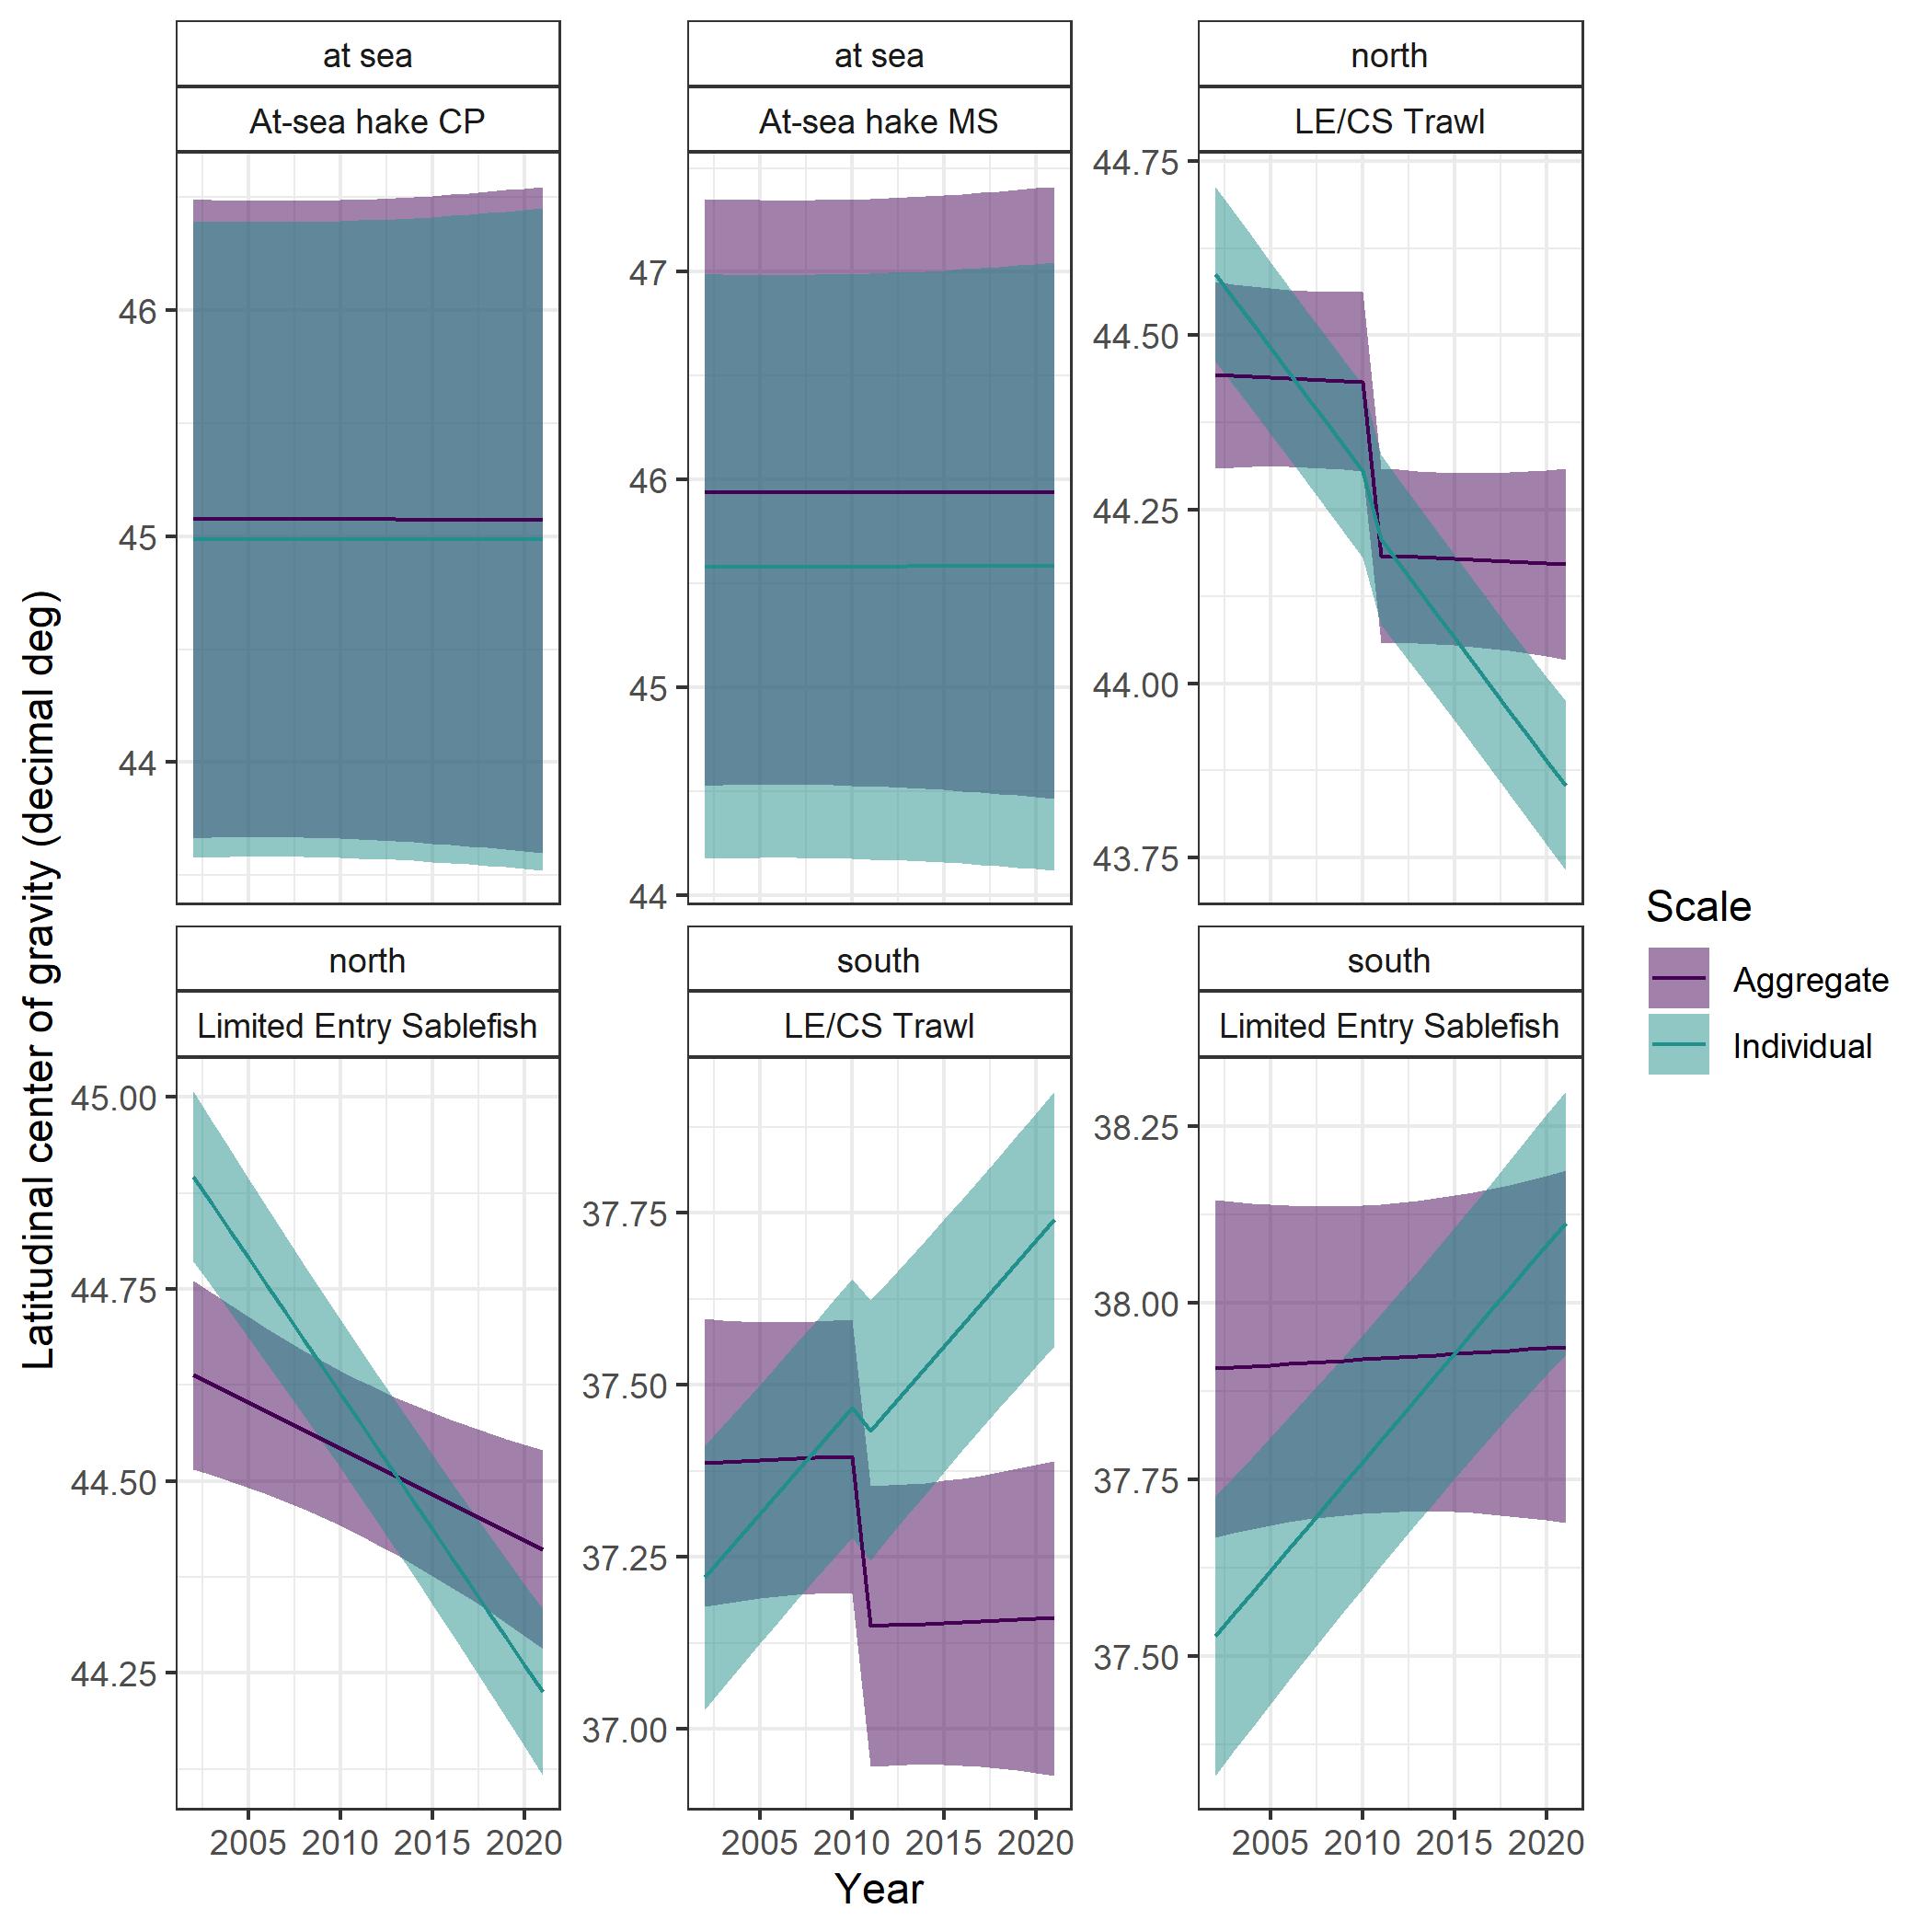 at sea
At-sea hake CP
at sea
At-sea hake MS
north
LE/CS Trawl
46
45
44
47
46
45
44
44.75
44.50
44.25
44.00
43.75
north
Limited Entry Sablefish
south
LE/CS Trawl
south
Limited Entry Sablefish
45.00
44.75
44.50
44.25
37.75
37.50
37.25
37.00
38.25
38.00
37.75
37.50
2005 2010 2015 2020
2005 2010 2015 2020
2005 2010 2015 2020
Year
Latitudinal center of gravity (decimal deg)
Scale
Aggregate
Individual